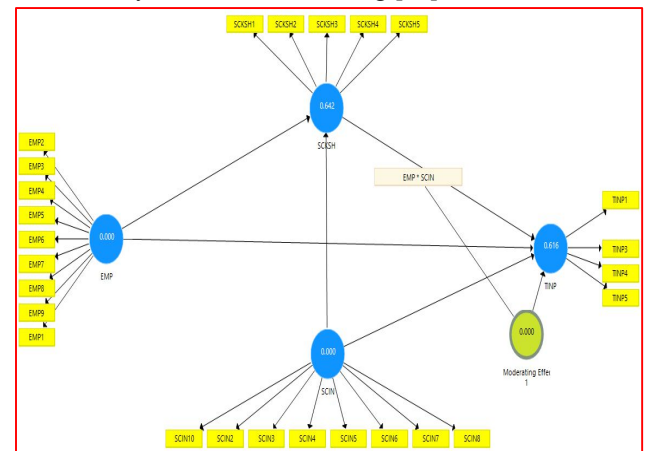 SCKSH1 SCKSH2 SCKSH3 SCKSH4 SCKSH5
0.642
SCKSH
EMP2
EMP3
EMP4
EMP5
EMP6
EMP7
EMP8
EMP9
EMP1
0.000
EMP
EMP * SCIN
TINP1
TINP3
TINP4
TINP5
0.616
TINP
0.000
Moderating Effe
1
0.000
SCIN
SCIN10 SCIN2 SCIN3 SCIN4 SCIN5 SCIN6 SCIN7 SCIN8